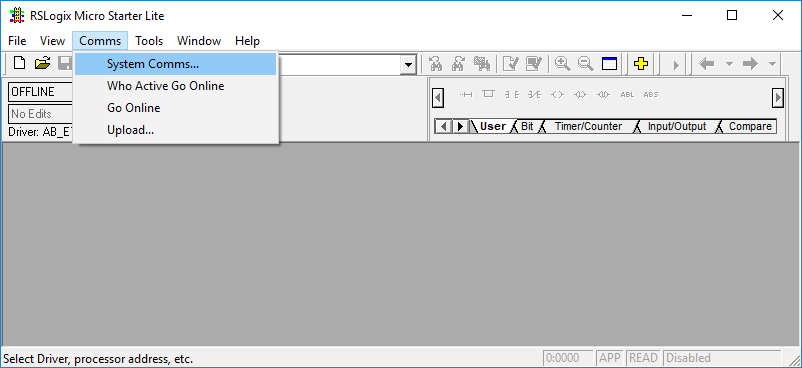 RSLogix Micro Starter Lite
File View Comms Tools Window Help
System Comms...
Who Active Go Online
Go Online
Upload...
OFFLINE
No Edits
Driver: AB_E
ABL ABS
User Bit Timer/Counter Input/Output Compare
Select Driver, processor address, etc.
0:0000 APP READ Disabled